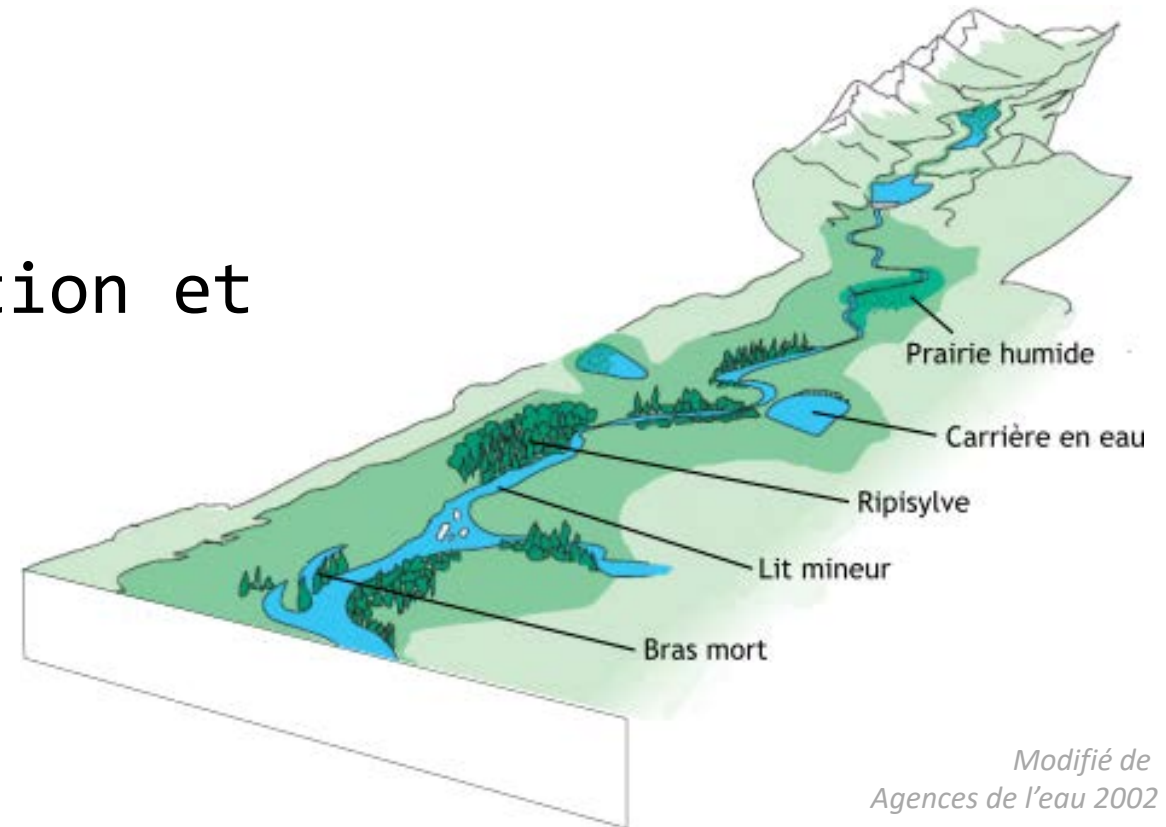 tion et
Prairie humide
Carrière en eau
Ripisylve
Lit mineur
Bras mort
Modifié de
Agences de l'eau 2002